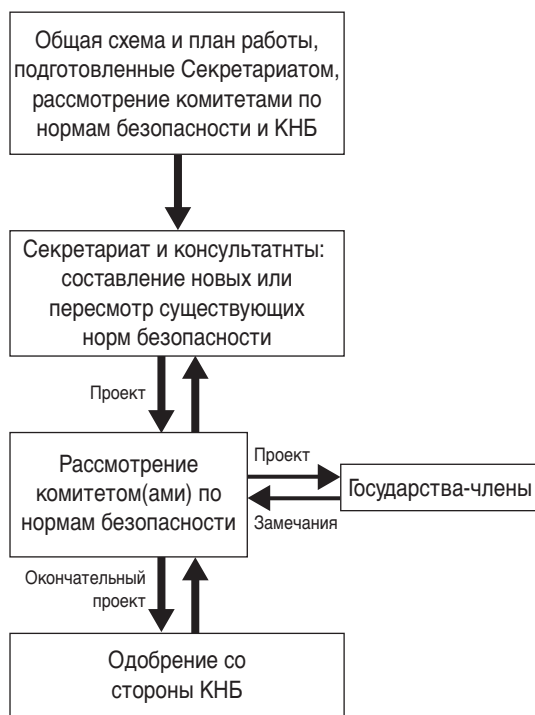 Общая схема и план работы,
подготовленные Секретариатом,
рассмотрение комитетами по
нормам безопасности и КНБ
Секретариат и консультатнты:
составление новых или
пересмотр существующих
норм безопасности
Проект
Рассмотрение
комитетом(ами) по
нормам безопасности
Проект
Государства-члены
Замечания
Окончательный
проект
Одобрение со
стороны КНБ